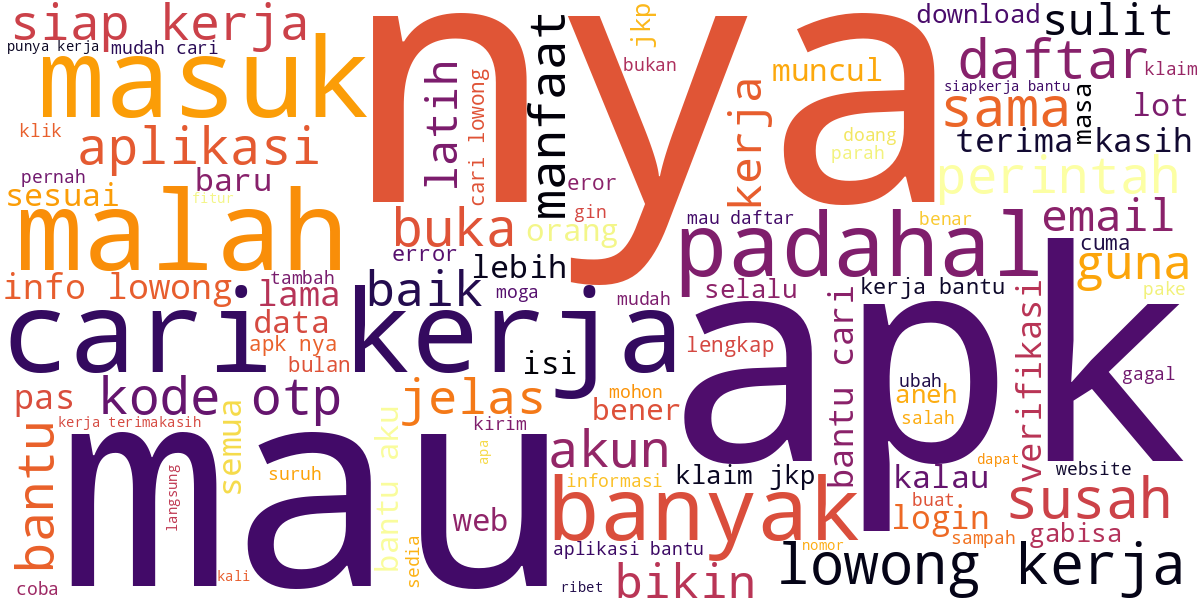 siap kerja
punya kerja
mudah cari
masuk
nya
klik
aplikasi
latih
cari lowong
manfaat
jkp
bukan
muncul
kerja
doang
parah
download
sulit
daftar
klaim
siapkerja bantu
sama
masa
lot
terima kasih
pernah
baru
sesuai
fitur
malah
eror
gin
buka
orang
error
lebih
perintah
mau daftar
benar
email
padahal
cuma
guna
pake
info lowong
tambah
lama
baik
moga
mudah
selalu
kerja bantu
cari kerja
data
apk nya
bulan
isi
lengkap
apk
bantu cari
verifikasi
ubah
aneh
salah
gagal
pas
kode otp
jelas
mohon
bener
kerja terimakasih
kirim
bantu
mau
semua
bantu aku
suruh
langsung
apa
akun
informasi
klaim jkp
kalau
dapat
website
web
banyak
buat
login
susah
sampah
gabisa
coba
kali
sedia
aplikasi bantu
nomor
ribet
bikin
lowong kerja